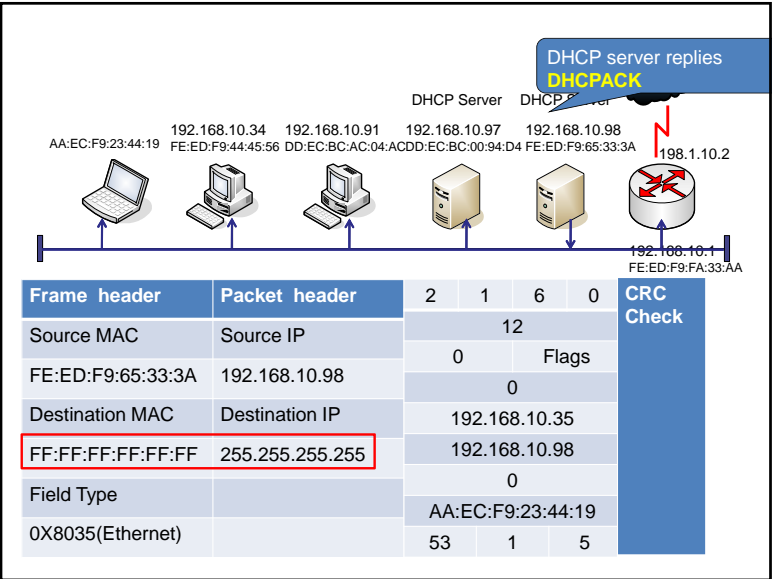 DHCP server replies
DHCPACK
DHCP Server DHCP
192.168.10.34 192.168.10.91 192.168.10.97 192.168.10.98
AA:EC:F9:23:44:19 FE:ED:F9:44:45:56 DD:EC:BC:AC:04:AC DD:EC:BC:00:94:D4 FE:ED:F9:65:33:3A
198.1.10.2
192.168.10.1
FE:ED:F9:FA:33:AA
Frame header Packet header 2 1 6 0 CRC
Check
12
Source MAC Source IP
0 Flags
FE:ED:F9:65:33:3A 192.168.10.98
0
Destination MAC Destination IP 192.168.10.35
FF:FF:FF:FF:FF:FF 255.255.255.255 192.168.10.98
0
Field Type
AA:EC:F9:23:44:19
0X8035(Ethernet)
53 1 5